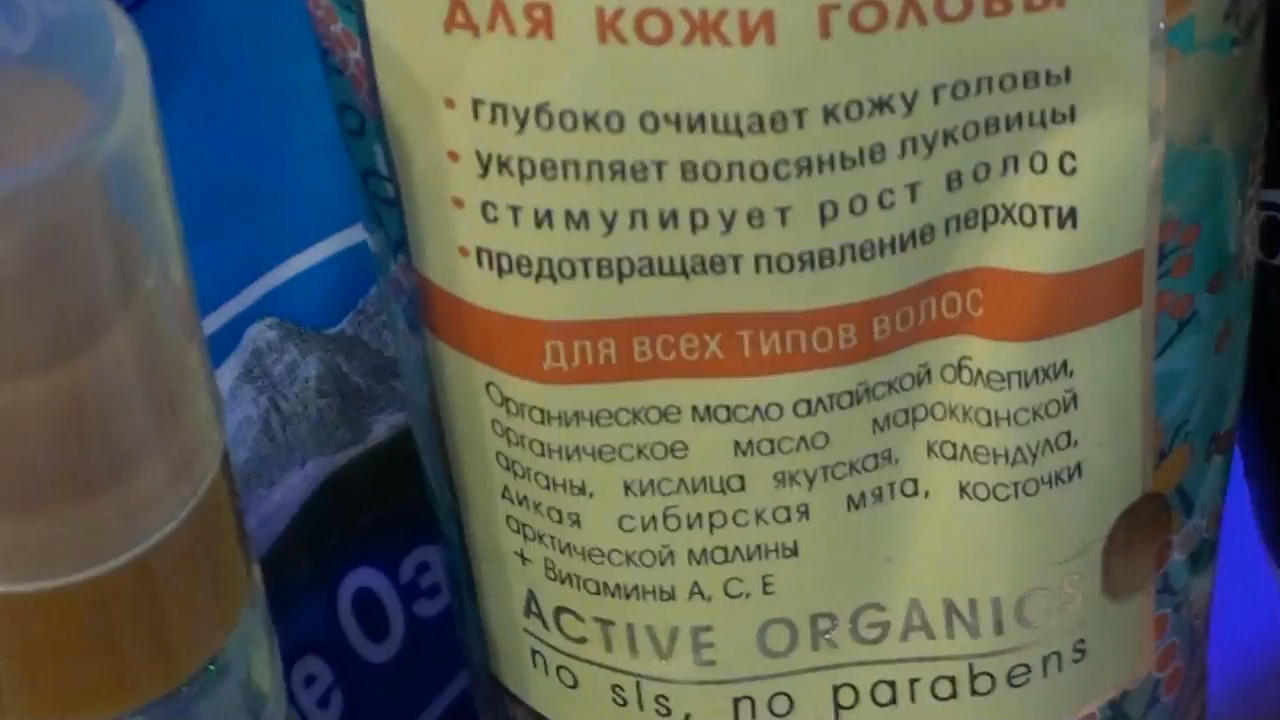 ДЛЯ КОЖИ ГОЛОВЫ
• глубоко очищает кожу головы
• укрепляет волосяные луковицы
• стимулирует рост волос
• предотвращает появление перхоти
ДЛЯ ВСЕХ ТИПОВ ВОЛОС
Органическое масло алтайской облепихи,
органическое масло марокканской
арганы, кислица якутская, календула,
дикая сибирская мята, косточки
арктической малины
+ Витамины А, С, Е
ACTIVE ORGANICS
no sls, no parabens
е Оз